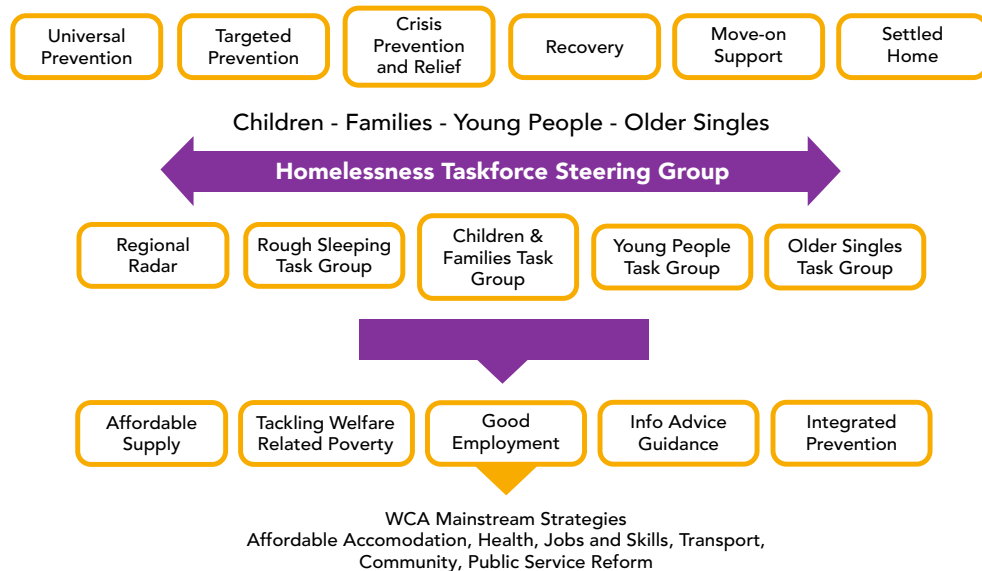 Universal
Prevention
Targeted
Prevention
Crisis
Prevention
and Relief
Recovery
Move-on
Support
Settled
Home
Children - Families - Young People - Older Singles
Homelessness Taskforce Steering Group
Regional
Radar
Rough Sleeping
Task Group
Children &
Families Task
Group
Young People
Task Group
Older Singles
Task Group
Affordable
Supply
Tackling Welfare
Related Poverty
Good
Employment
Info Advice
Guidance
Integrated
Prevention
WCA Mainstream Strategies
Affordable Accomodation, Health, Jobs and Skills, Transport,
Community, Public Service Reform